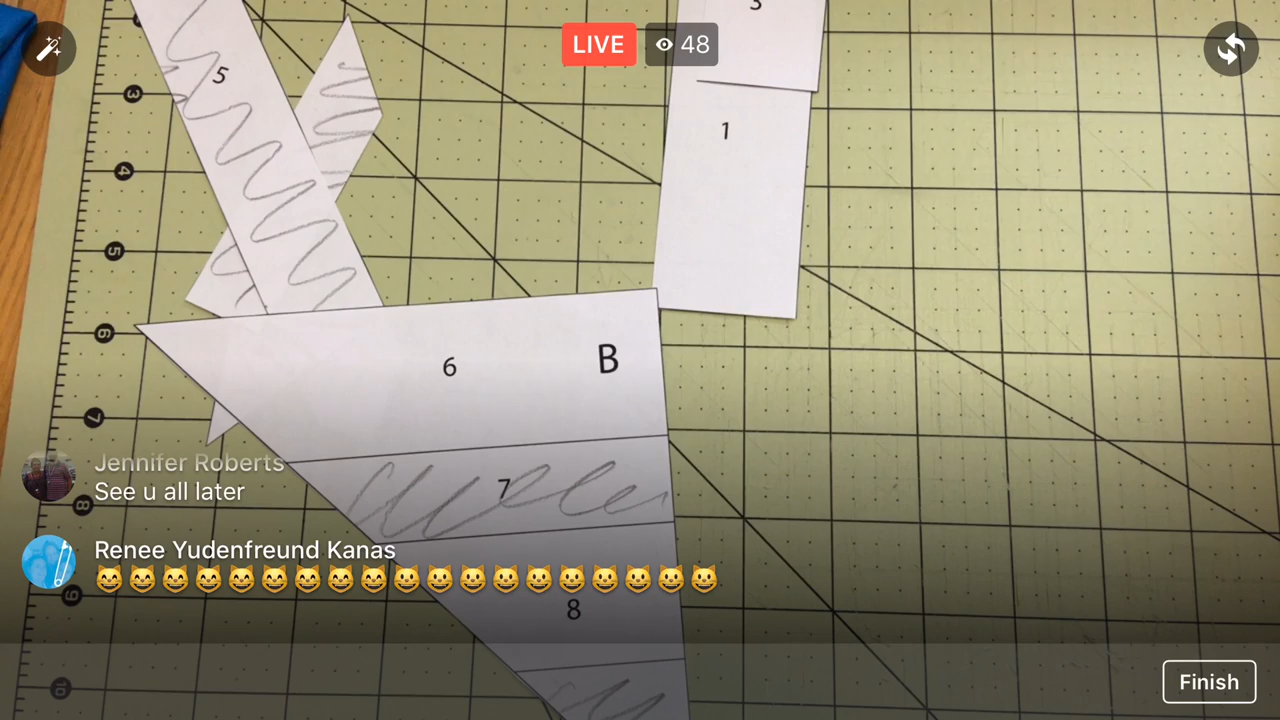 LIVE 48
3
5
3
1
4
5
6
6 B
7
Jennifer Roberts
See u all later
7
8
Renee Yudenfreund Kanas
😸😸😸😸😸😸😸😸😸😸😸😸😸😸😸😸😸😸😸
9
8
10
Finish